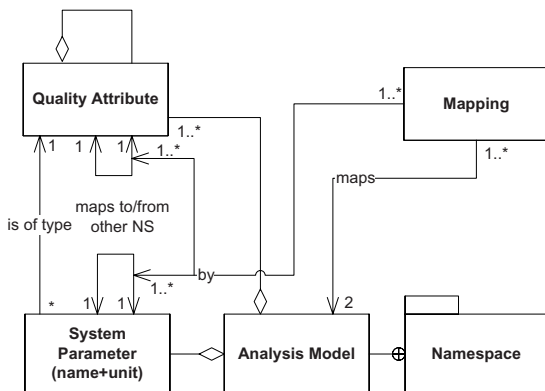 Quality Attribute
Mapping
1..*
1..*
1
1
1
1..*
1..*
maps
maps to/from
other NS
is of type
by
1..*
*
1
1
2
System
Parameter
(name+unit)
Analysis Model
Namespace